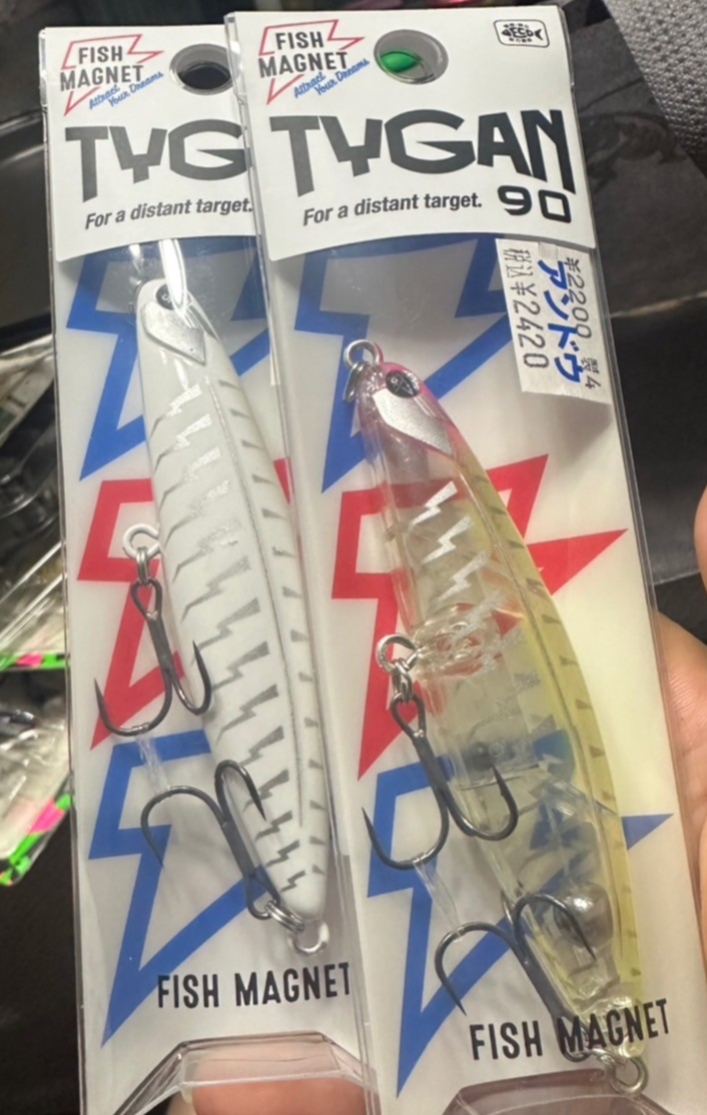 FISH
MAGNET
Attract
Your Dreams
TYG
For a distant target.
FISH MAGNET
FISH
MAGNET
Attract
Your Dreams
ECO
TYGAN
90
For a distant target.
¥2200
アンドウ
税込¥2420
FISH MAGNET